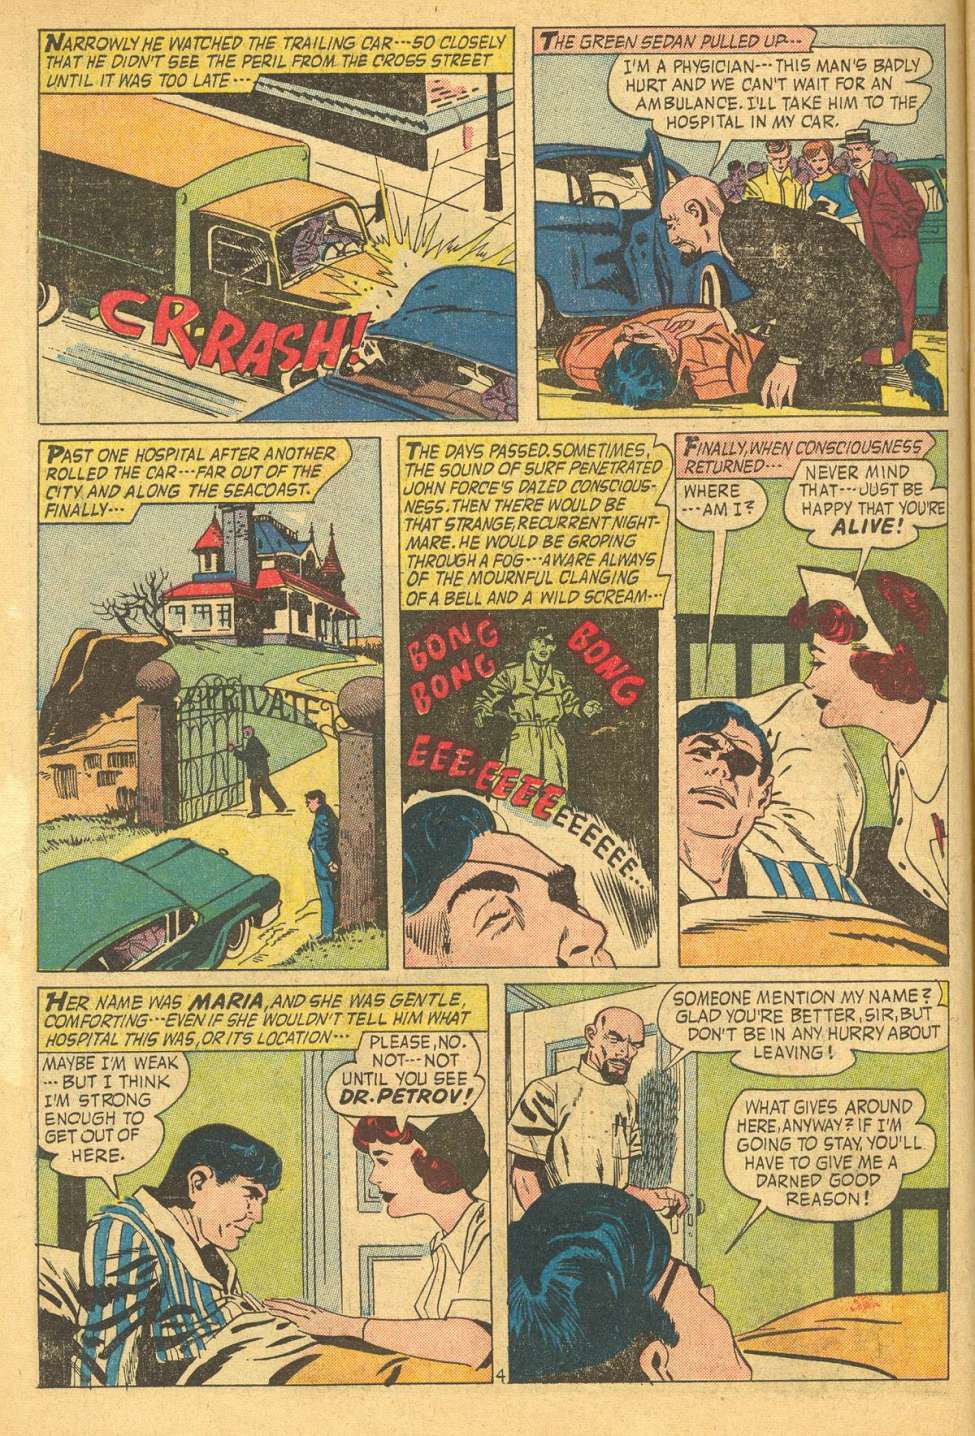 NARROWLY HE WATCHED THE TRAILING CAR---SO CLOSELY
THAT HE DIDN'T SEE THE PERIL FROM THE CROSS STREET
UNTIL IT WAS TOO LATE---
CR-RASH!
THE GREEN SEDAN PULLED UP---
I'M A PHYSICIAN---THIS MAN'S BADLY
HURT AND WE CAN'T WAIT FOR AN
AMBULANCE. I'LL TAKE HIM TO THE
HOSPITAL IN MY CAR.
PAST ONE HOSPITAL AFTER ANOTHER
ROLLED THE CAR---FAR OUT OF THE
CITY AND ALONG THE SEACOAST.
FINALLY---
PRIVATE
THE DAYS PASSED. SOMETIMES,
THE SOUND OF SURF PENETRATED
JOHN FORCE'S DAZED CONSCIOUS-
NESS. THEN THERE WOULD BE
THAT STRANGE, RECURRENT NIGHT-
MARE. HE WOULD BE GROPING
THROUGH A FOG---AWARE ALWAYS
OF THE MOURNFUL CLANGING
OF A BELL AND A WILD SCREAM---
BONG
BONG
BONG
EEE-EEEEEEEEEEE...
FINALLY, WHEN CONSCIOUSNESS
RETURNED---
WHERE
---AM I?
NEVER MIND
THAT---JUST BE
HAPPY THAT YOU'RE
ALIVE!
HER NAME WAS MARIA, AND SHE WAS GENTLE,
COMFORTING---EVEN IF SHE WOULDN'T TELL HIM WHAT
HOSPITAL THIS WAS, OR ITS LOCATION---
MAYBE I'M WEAK
---BUT I THINK
I'M STRONG
ENOUGH TO
GET OUT OF
HERE.
PLEASE, NO.
NOT---NOT
UNTIL YOU SEE
DR. PETROV!
SOMEONE MENTION MY NAME?
GLAD YOU'RE BETTER, SIR, BUT
DON'T BE IN ANY HURRY ABOUT
LEAVING!
WHAT GIVES AROUND
HERE, ANYWAY? IF I'M
GOING TO STAY, YOU'LL
HAVE TO GIVE ME A
DARNED GOOD
REASON!
4